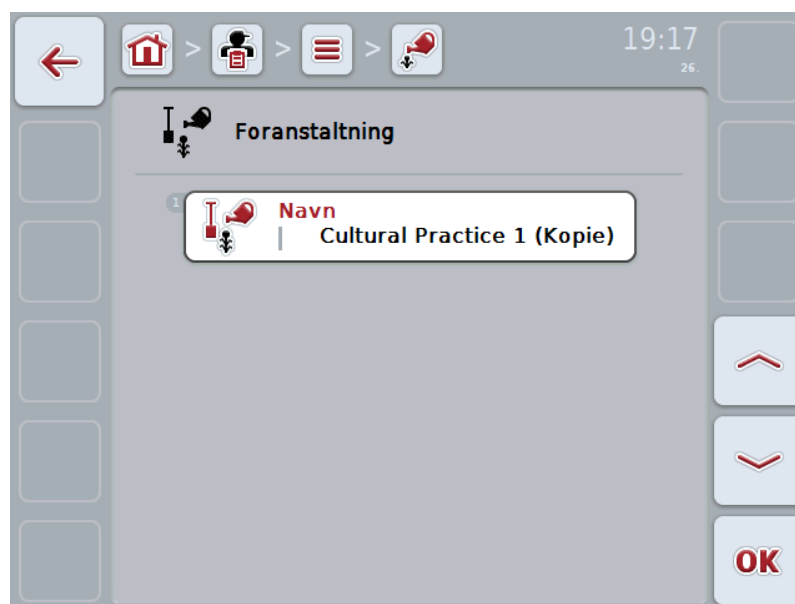 > > >
19:17
26.
Foranstaltning
1
Navn
Cultural Practice 1 (Kopie)
OK